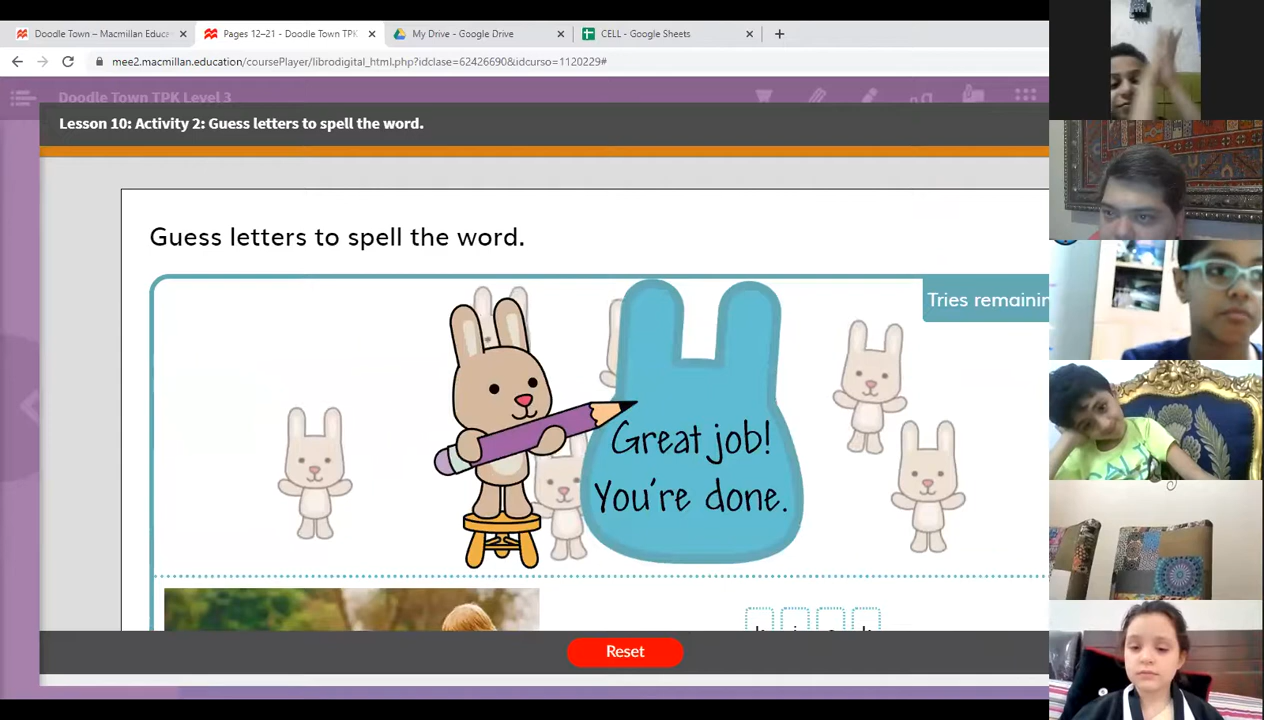 Doodle Town – Macmillan Educa
Pages 12–21 - Doodle Town TPK
My Drive - Google Drive
CELL - Google Sheets
mee2.macmillan.education/coursePlayer/librodigital_html.php?idclase=62426690&idcurso=1120229#
Doodle Town TPK Level 3
Lesson 10: Activity 2: Guess letters to spell the word.
Guess letters to spell the word.
Tries remainin
Great job!
You're done.
Reset